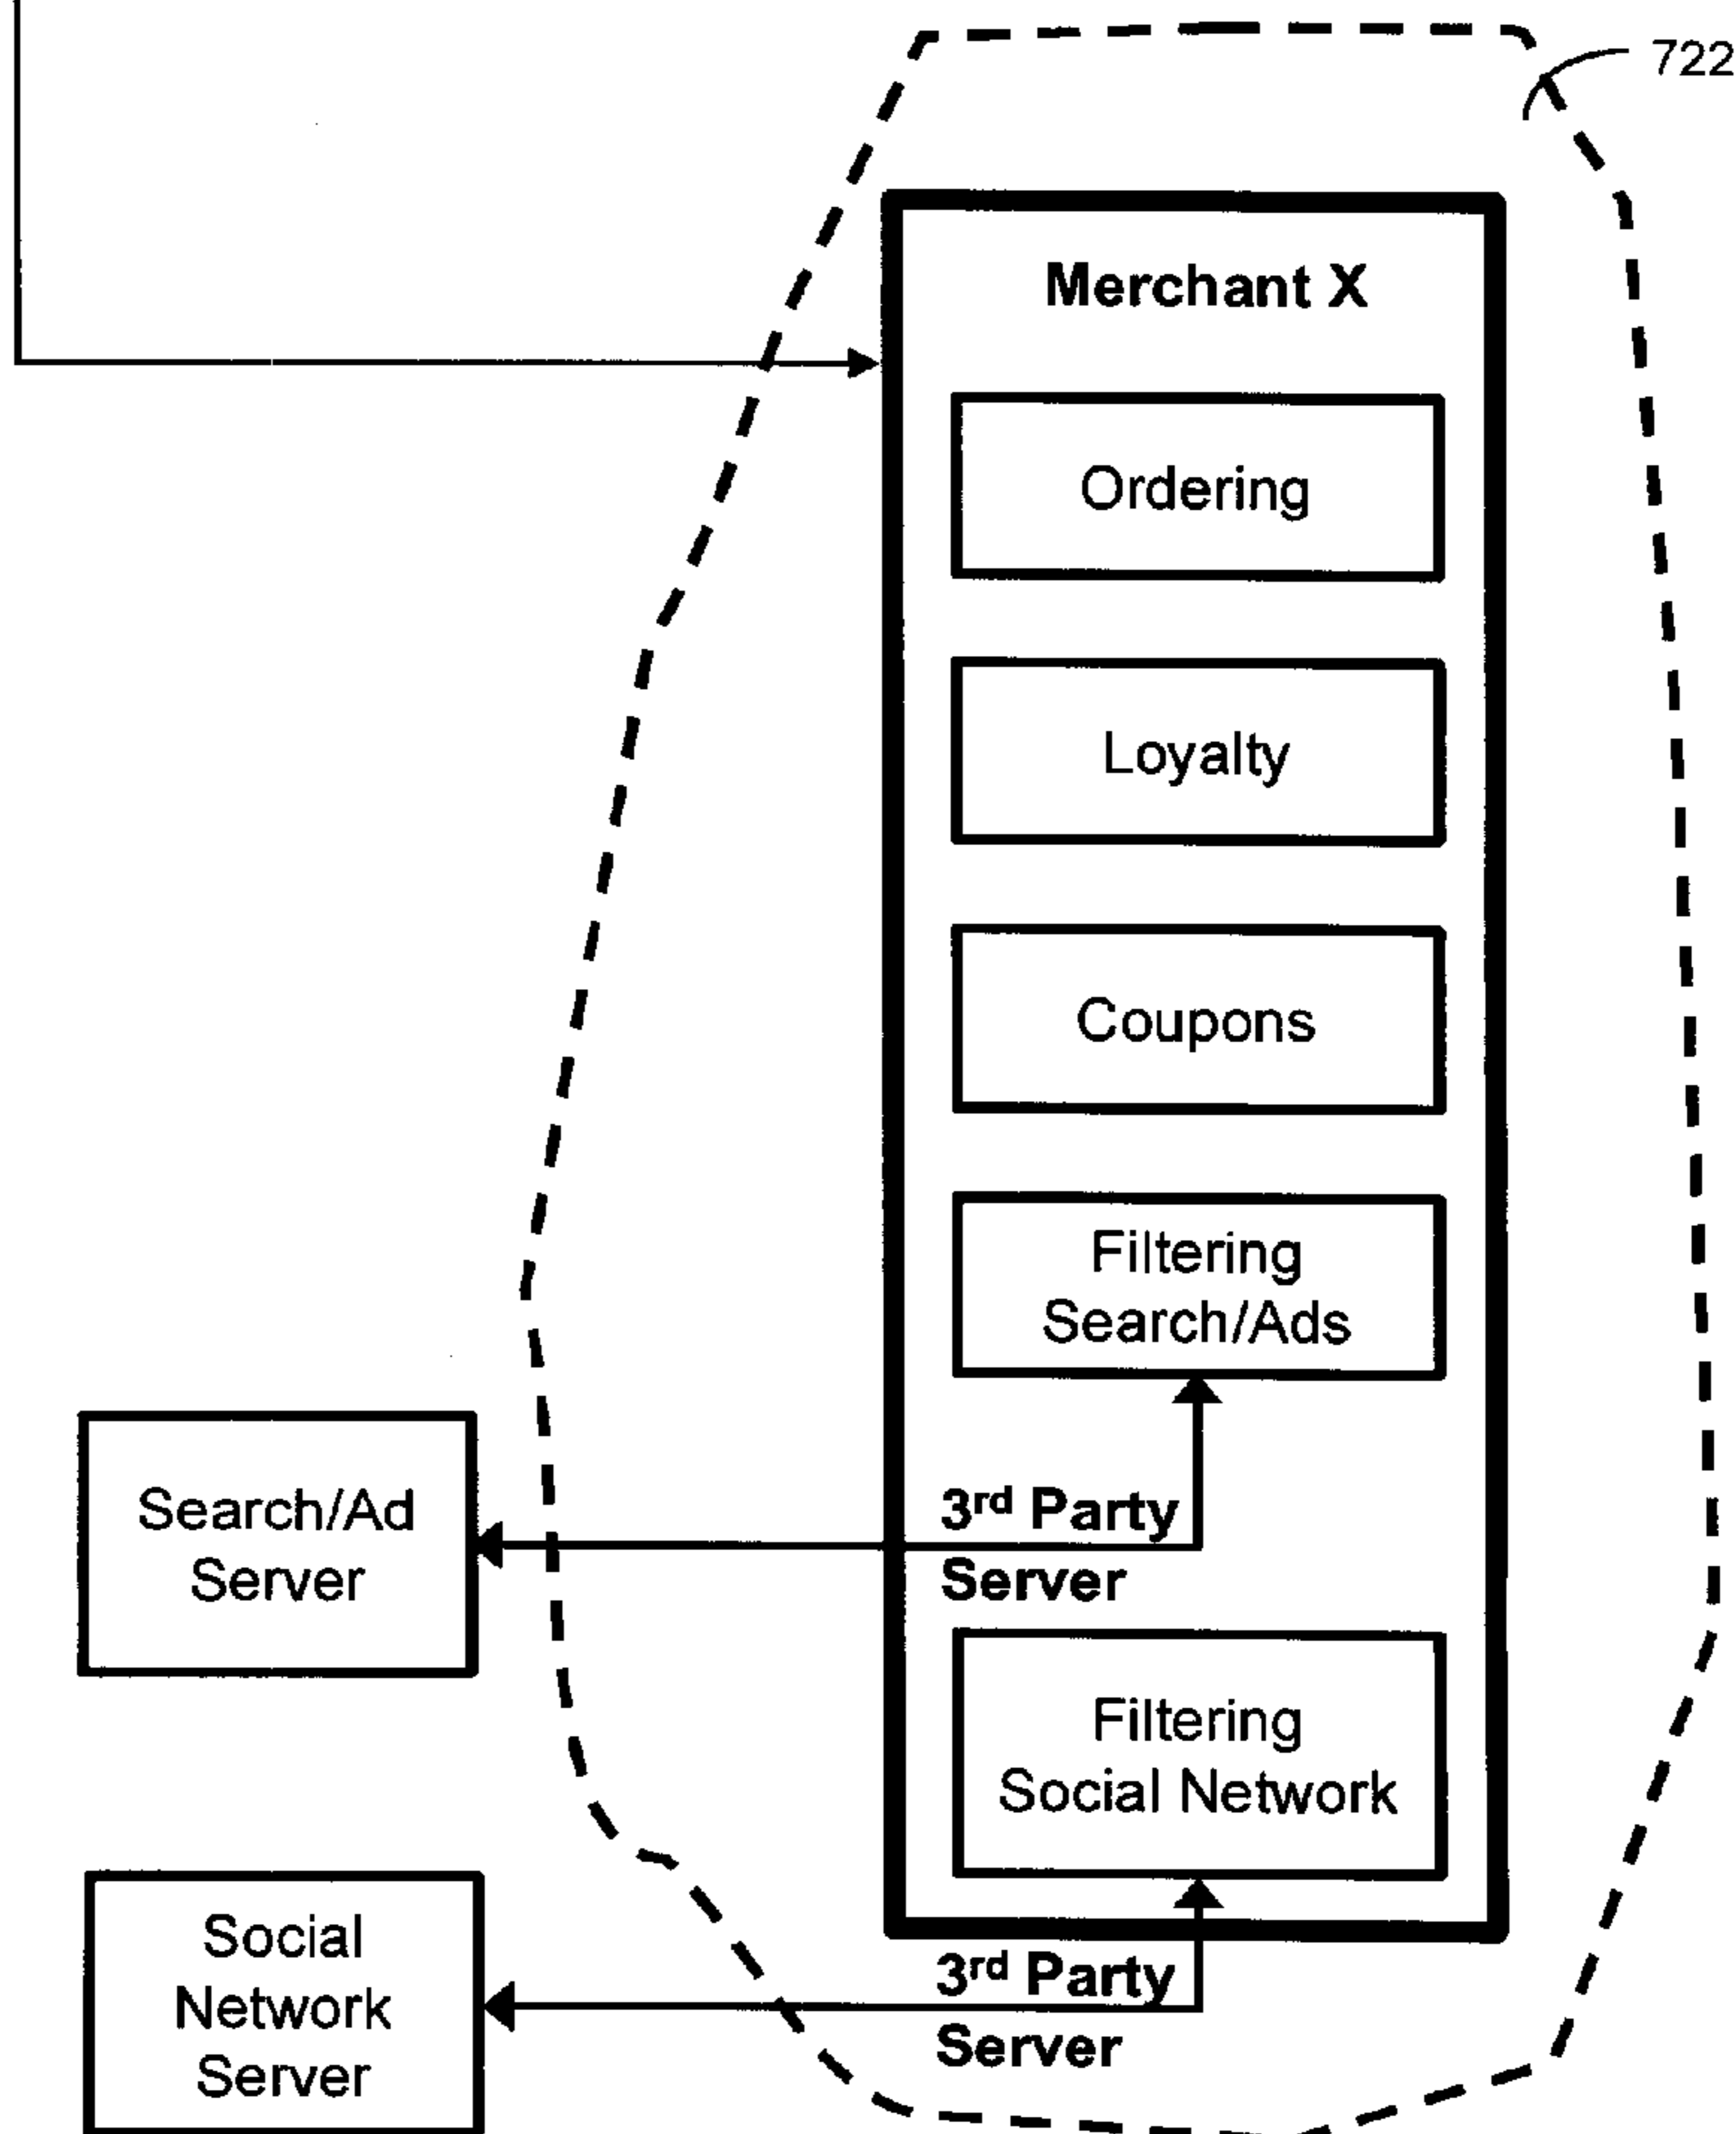 722
Merchant X
Ordering
Loyalty
Coupons
Filtering
Search/Ads
Search/Ad
Server
3rd Party
Server
Filtering
Social Network
Social
Network
Server
3rd Party
Server